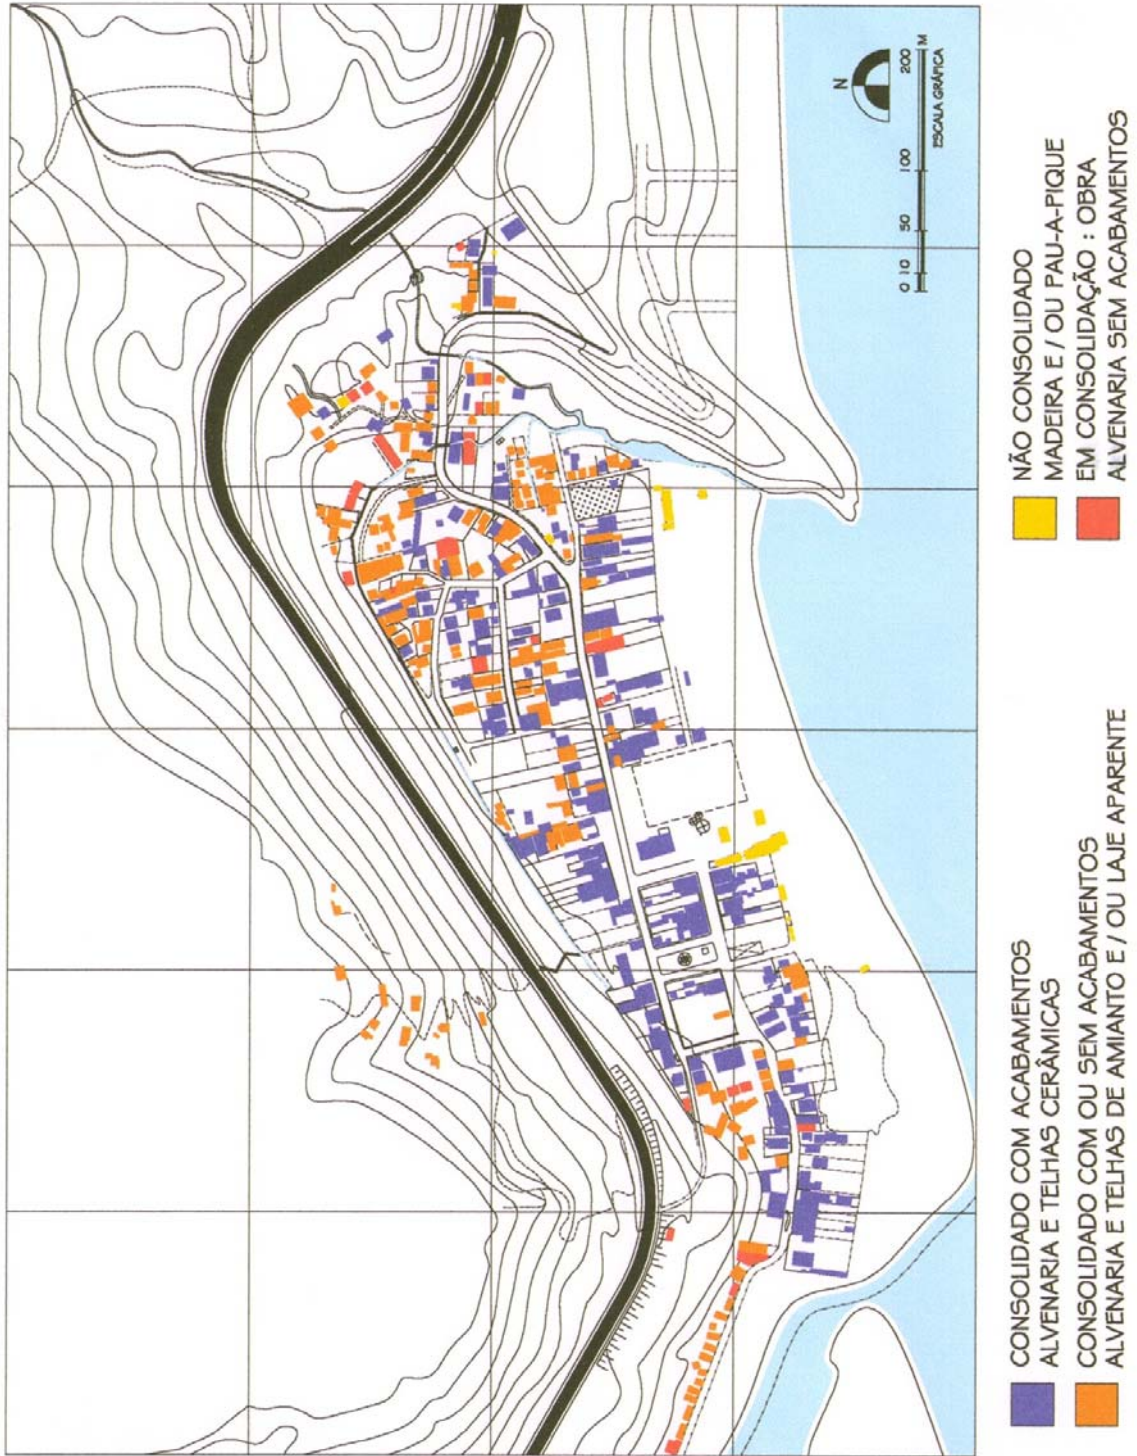 N
0 10 50 100 200 M
ESCALA GRÁFICA
CONSOLIDADO COM ACABAMENTOS
ALVENARIA E TELHAS CERÂMICAS
CONSOLIDADO COM OU SEM ACABAMENTOS
ALVENARIA E TELHAS DE AMIANTO E / OU LAJE APARENTE
NÃO CONSOLIDADO
MADEIRA E / OU PAU-A-PIQUE
EM CONSOLIDAÇÃO : OBRA
ALVENARIA SEM ACABAMENTOS